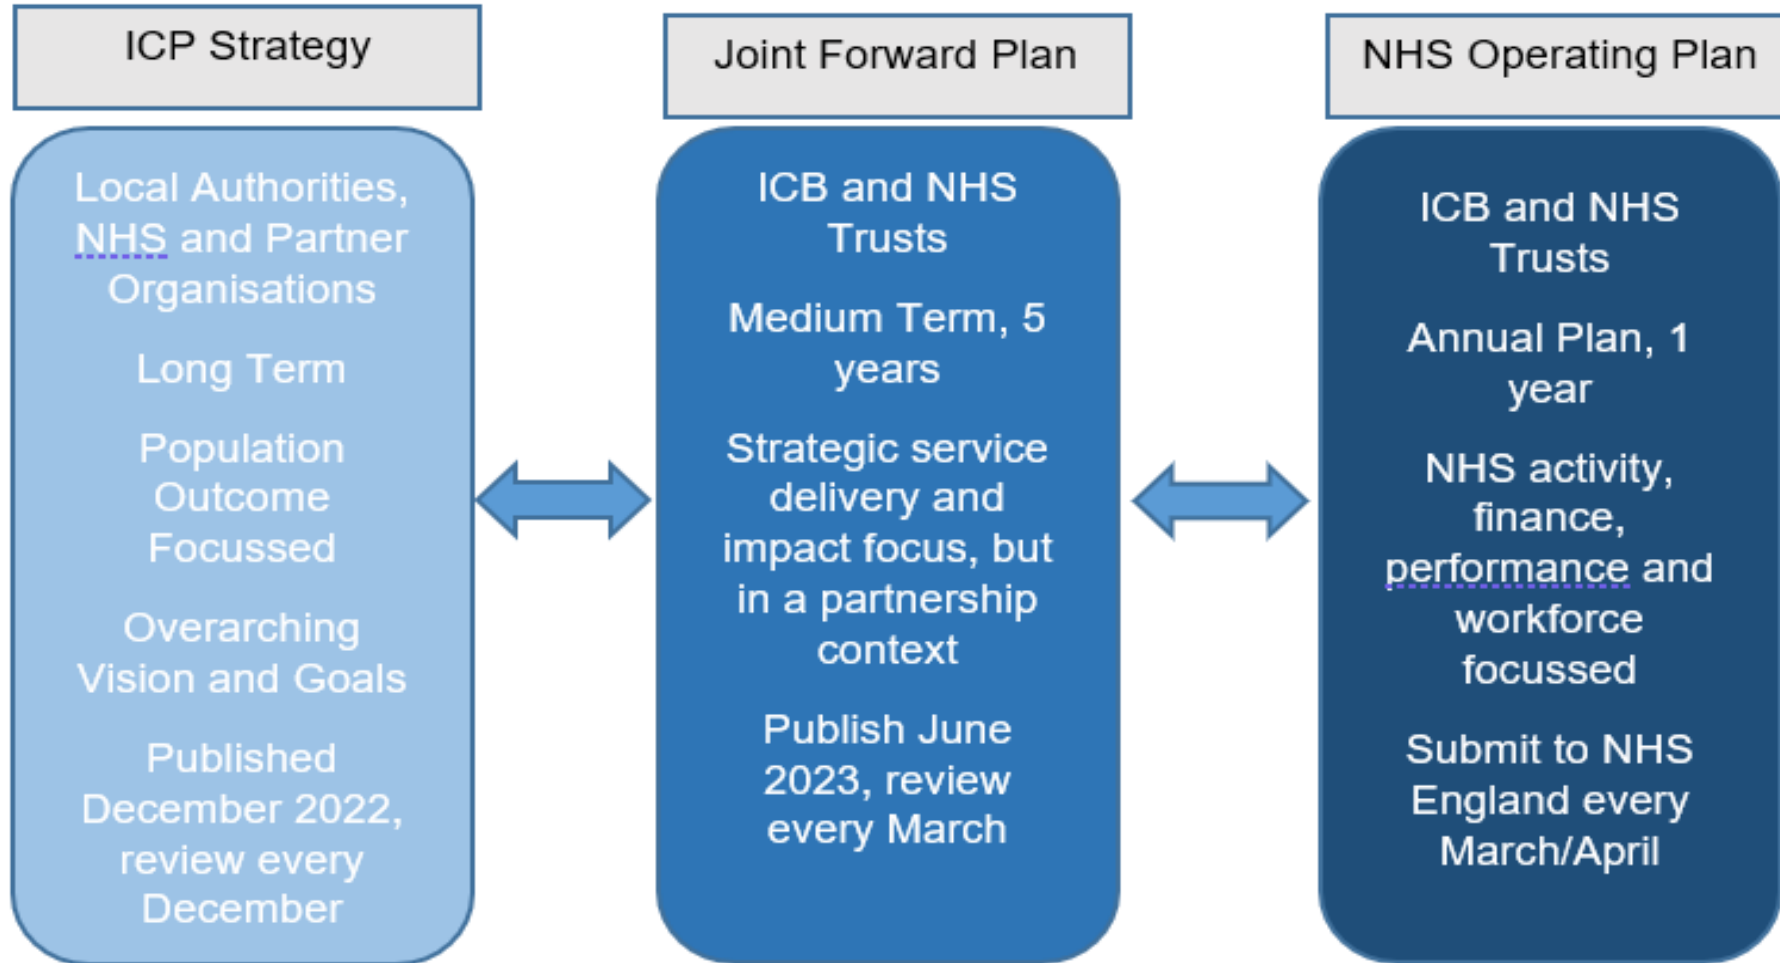 ICP Strategy
Local Authorities,
NHS and Partner
Organisations
Long Term
Population
Outcome
Focussed
Overarching
Vision and Goals
Published
December 2022,
review every
December
Joint Forward Plan
ICB and NHS
Trusts
Medium Term, 5
years
Strategic service
delivery and
impact focus, but
in a partnership
context
Publish June
2023, review
every March
NHS Operating Plan
ICB and NHS
Trusts
Annual Plan, 1
year
NHS activity,
finance,
performance and
workforce
focussed
Submit to NHS
England every
March/April